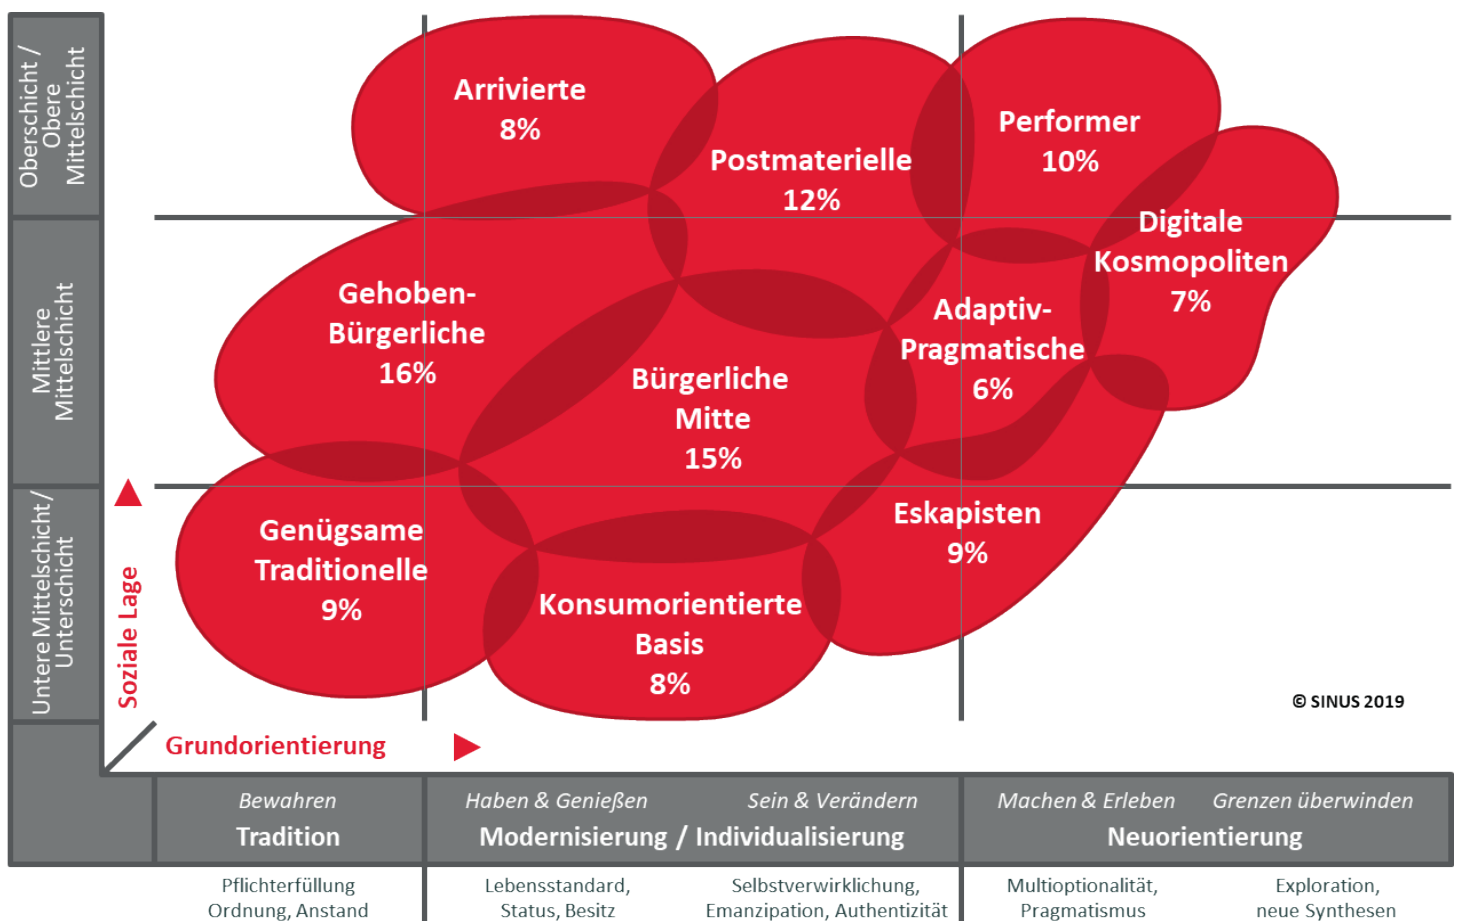 Oberschicht /
Obere
Mittelschicht
Mittlere
Mittelschicht
Untere Mittelschicht/
Unterschicht
Soziale Lage
Arrivierte
8%
Postmaterielle
12%
Performer
10%
Digitale
Kosmopoliten
7%
Gehoben-
Bürgerliche
16%
Bürgerliche
Mitte
15%
Adaptiv-
Pragmatische
6%
Genügsame
Traditionelle
9%
Konsumorientierte
Basis
8%
Eskapisten
9%
© SINUS 2019
Grundorientierung
Bewahren
Tradition
Haben & Genießen
Sein & Verändern
Modernisierung / Individualisierung
Machen & Erleben
Grenzen überwinden
Neuorientierung
Pflichterfüllung
Ordnung, Anstand
Lebensstandard,
Status, Besitz
Selbstverwirklichung,
Emanzipation, Authentizität
Multioptionalität,
Pragmatismus
Exploration,
neue Synthesen